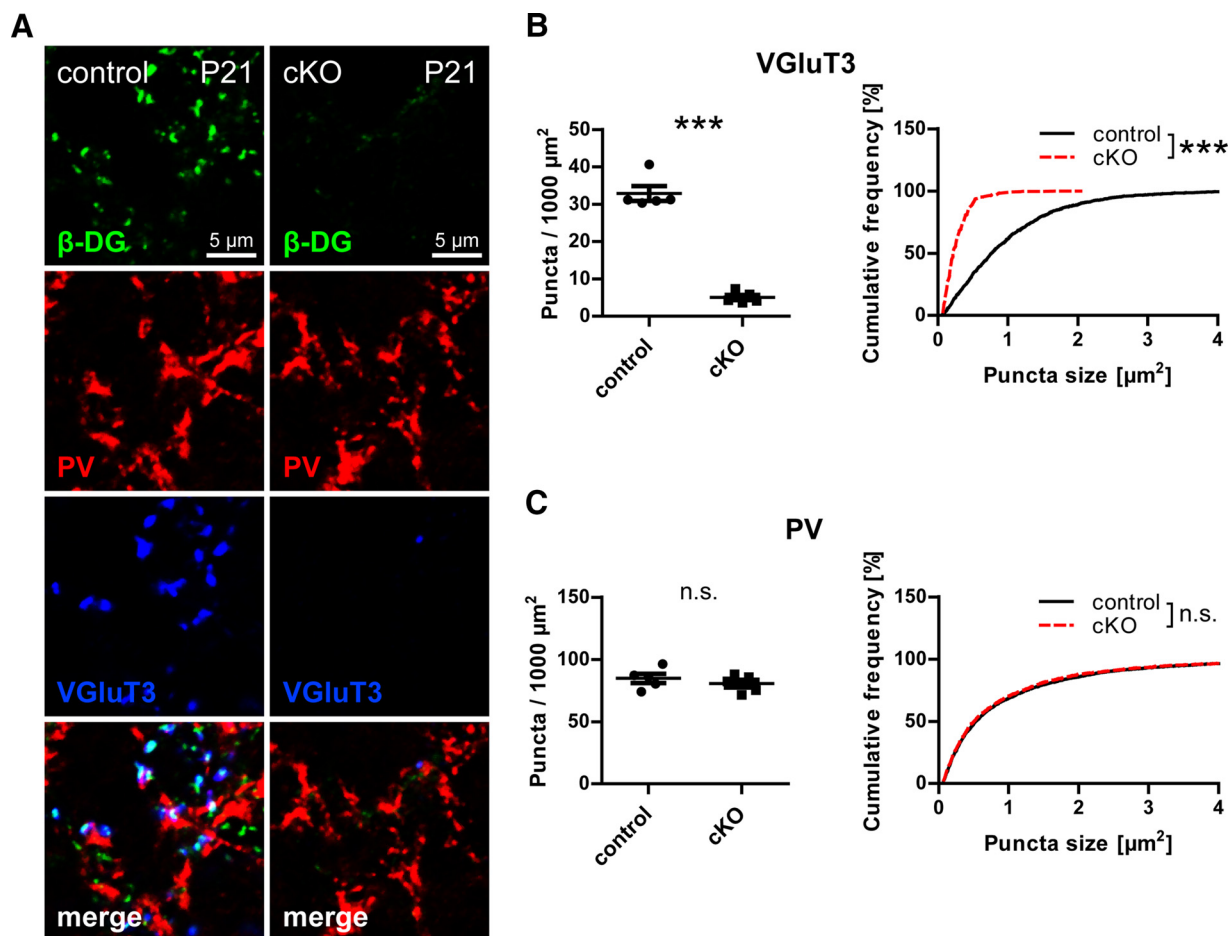 A
control P21
β-DG 5 µm
cKO P21
β-DG 5 µm
PV
PV
VGluT3
VGluT3
merge
merge
B
VGluT3
Puncta / 1000 µm²
50
40
30
20
10
0
***
control
cKO
Cumulative frequency [%]
150
100
50
0
control
cKO
***
0 1 2 3 4
Puncta size [µm²]
C
PV
Puncta / 1000 µm²
150
100
50
0
n.s.
control
cKO
Cumulative frequency [%]
150
100
50
0
control
cKO
n.s.
0 1 2 3 4
Puncta size [µm²]